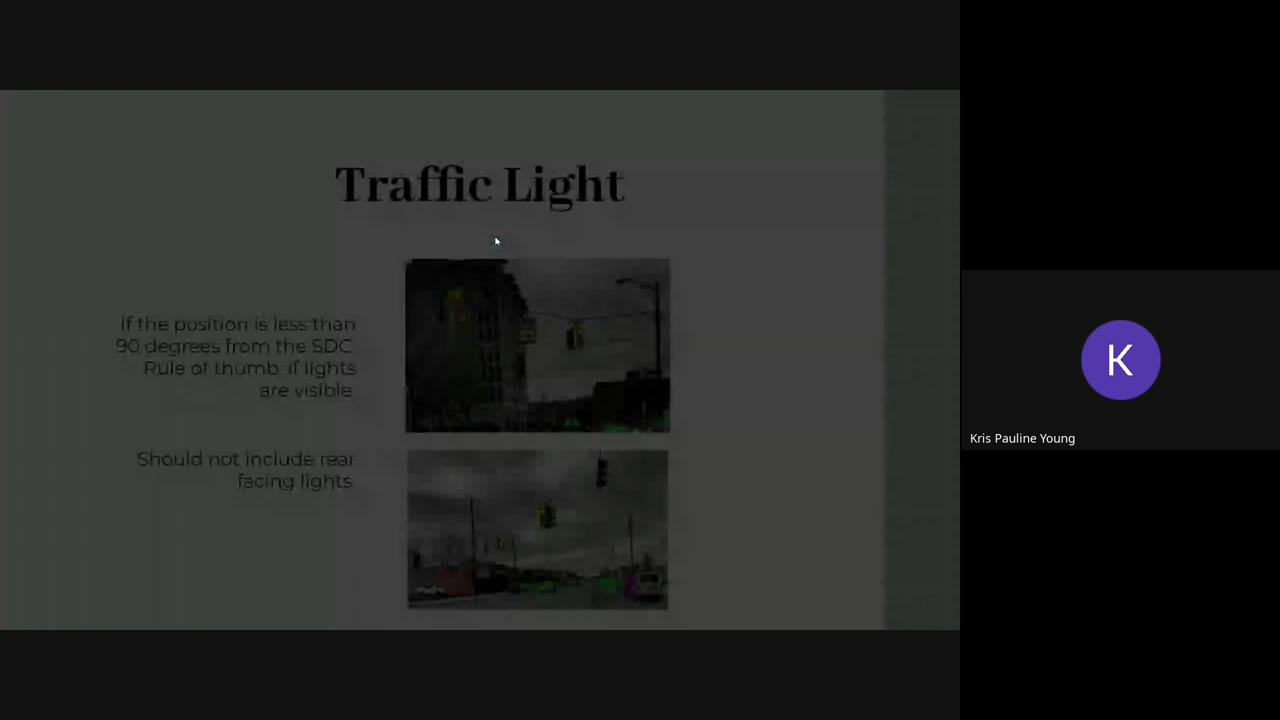 Traffic Light
If the position is less than
90 degrees from the SDC.
Rule of thumb: if lights
are visible.
Should not include rear
facing lights.
K
Kris Pauline Young